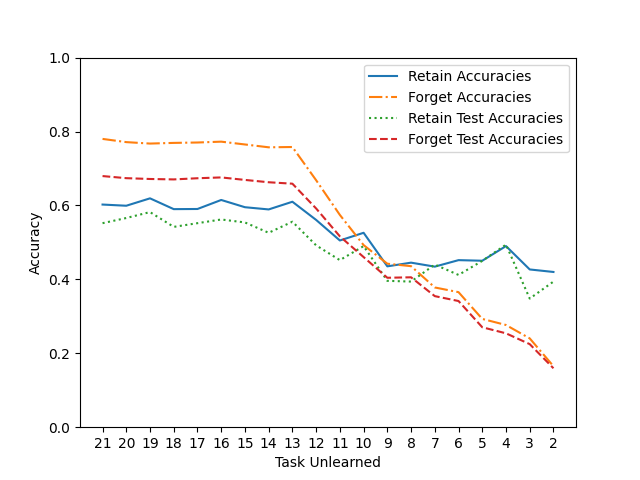 Retain Accuracies
Forget Accuracies
Retain Test Accuracies
Forget Test Accuracies
Accuracy
1.0
0.8
0.6
0.4
0.2
0.0
21 20 19 18 17 16 15 14 13 12 11 10 9 8 7 6 5 4 3 2
Task Unlearned